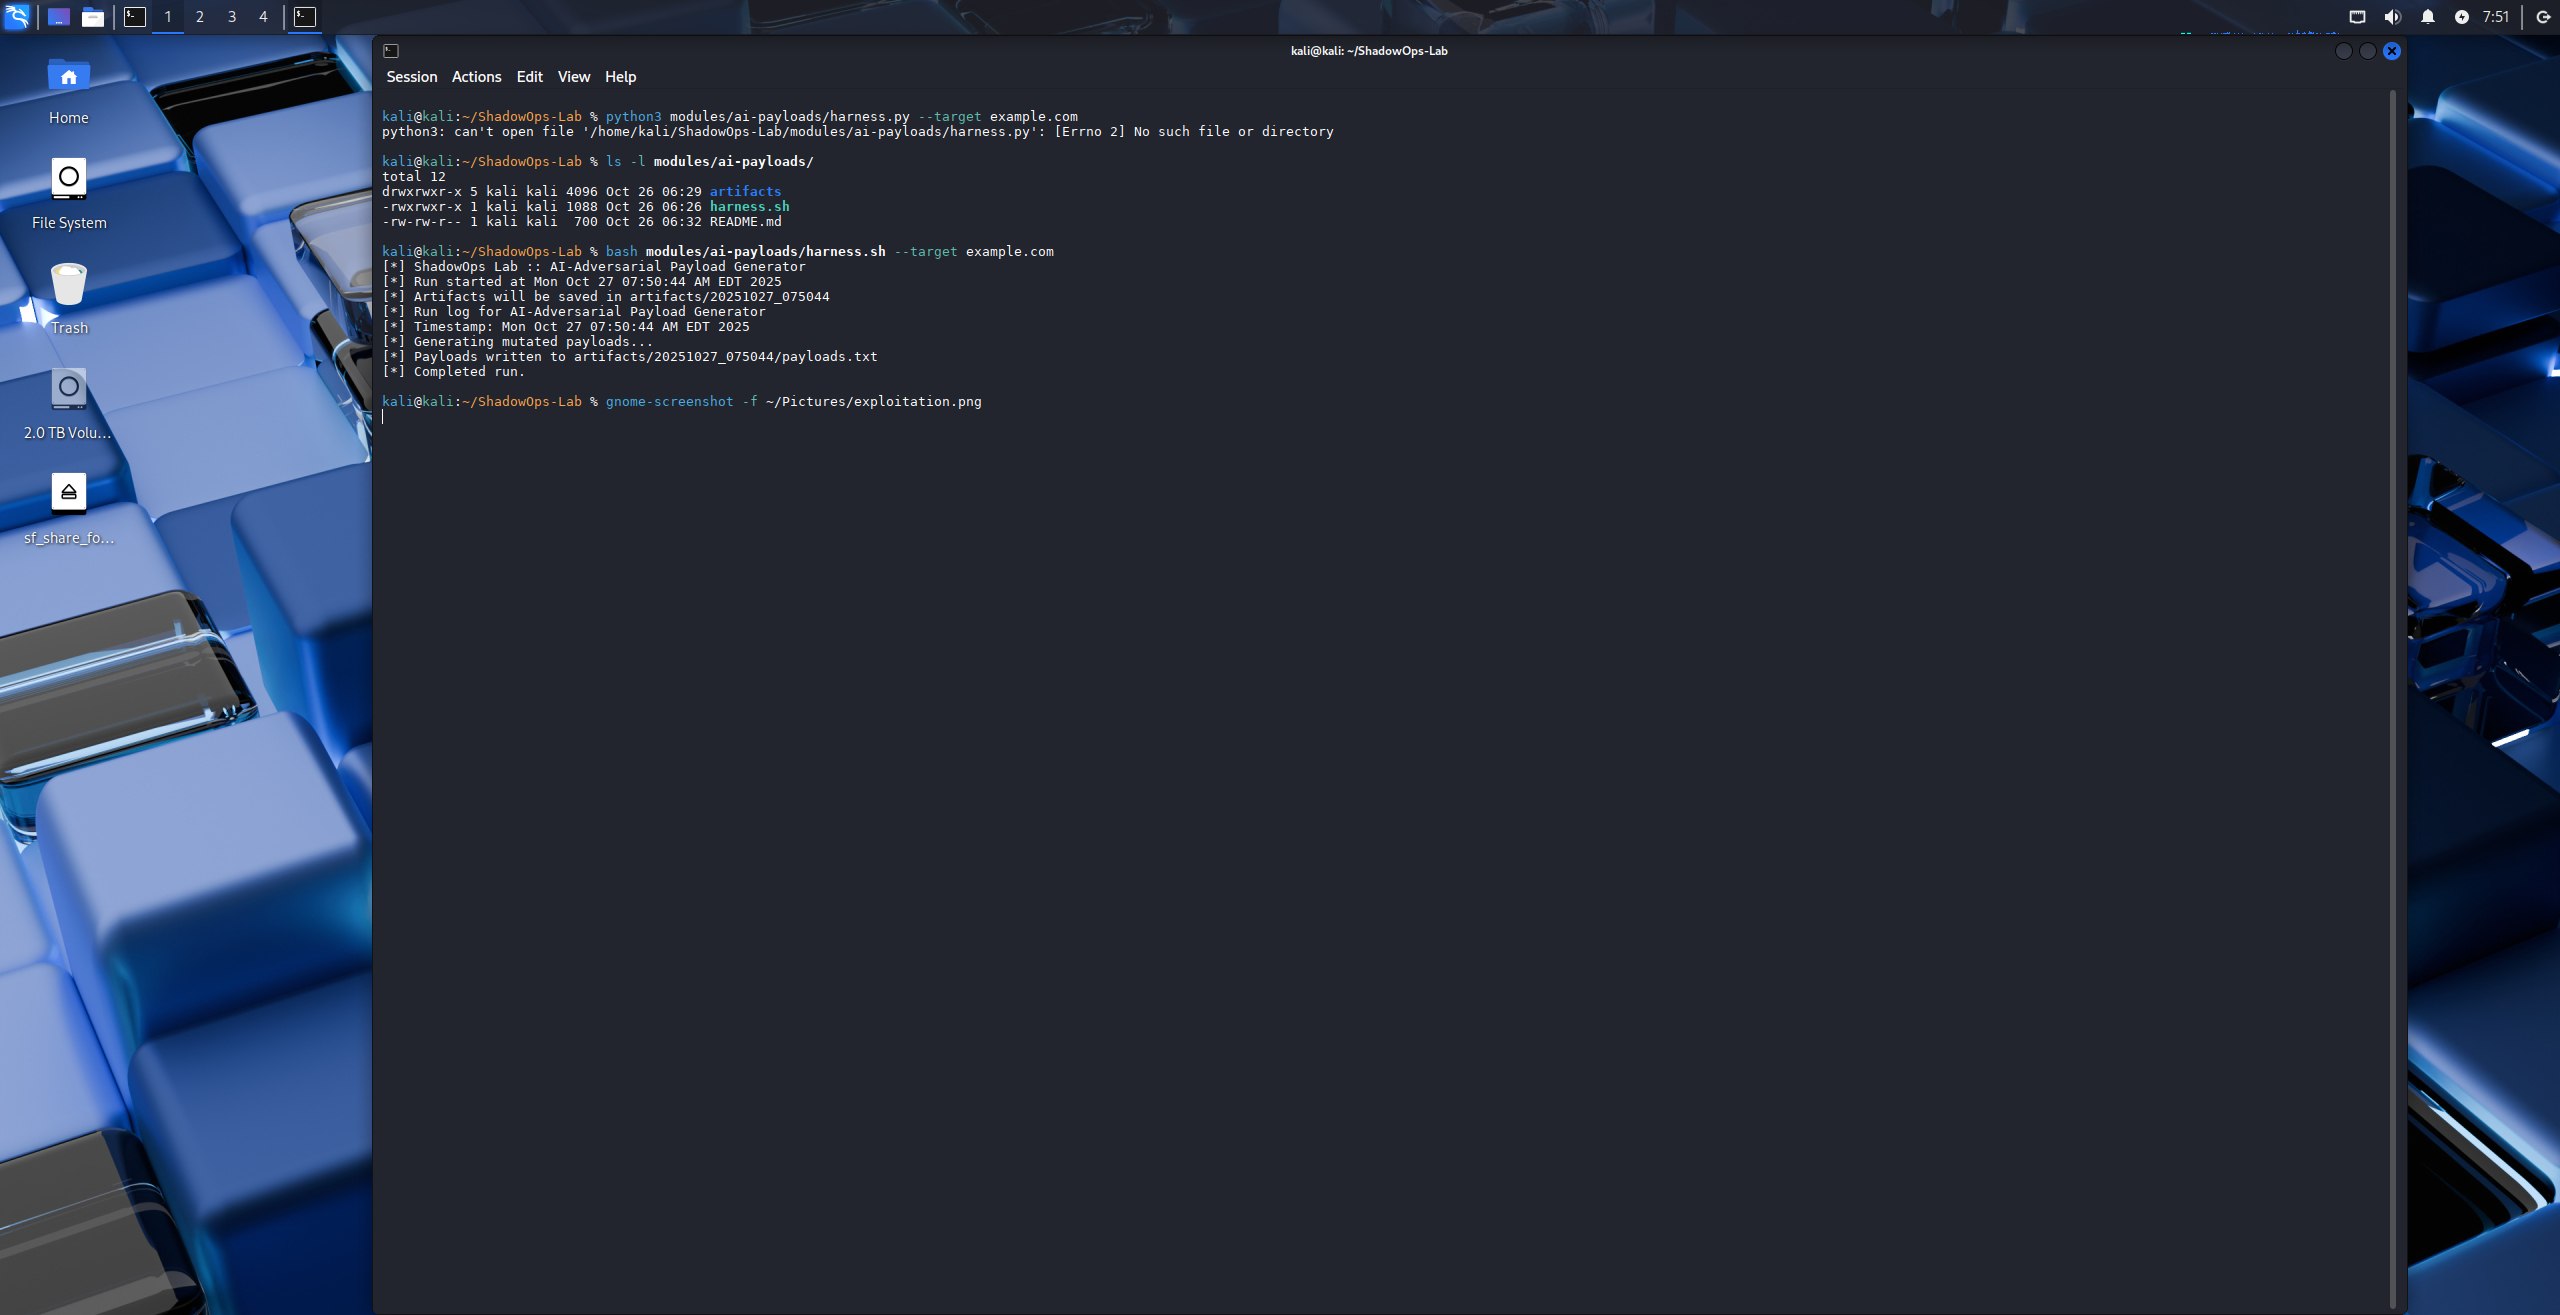 1 2 3 4 7:51
kali@kali: ~/ShadowOps-Lab
Session Actions Edit View Help
kali@kali:~/ShadowOps-Lab % python3 modules/ai-payloads/harness.py --target example.com
python3: can't open file '/home/kali/ShadowOps-Lab/modules/ai-payloads/harness.py': [Errno 2] No such file or directory
kali@kali:~/ShadowOps-Lab % ls -l modules/ai-payloads/
total 12
drwxrwxr-x 5 kali kali 4096 Oct 26 06:29 artifacts
-rwxrwxr-x 1 kali kali 1088 Oct 26 06:26 harness.sh
-rw-rw-r-- 1 kali kali  700 Oct 26 06:32 README.md
kali@kali:~/ShadowOps-Lab % bash modules/ai-payloads/harness.sh --target example.com
[*] ShadowOps Lab :: AI-Adversarial Payload Generator
[*] Run started at Mon Oct 27 07:50:44 AM EDT 2025
[*] Artifacts will be saved in artifacts/20251027_075044
[*] Run log for AI-Adversarial Payload Generator
[*] Timestamp: Mon Oct 27 07:50:44 AM EDT 2025
[*] Generating mutated payloads...
[*] Payloads written to artifacts/20251027_075044/payloads.txt
[*] Completed run.
kali@kali:~/ShadowOps-Lab % gnome-screenshot -f ~/Pictures/exploitation.png
Home
File System
Trash
2.0 TB Volu...
sf_share_fo...